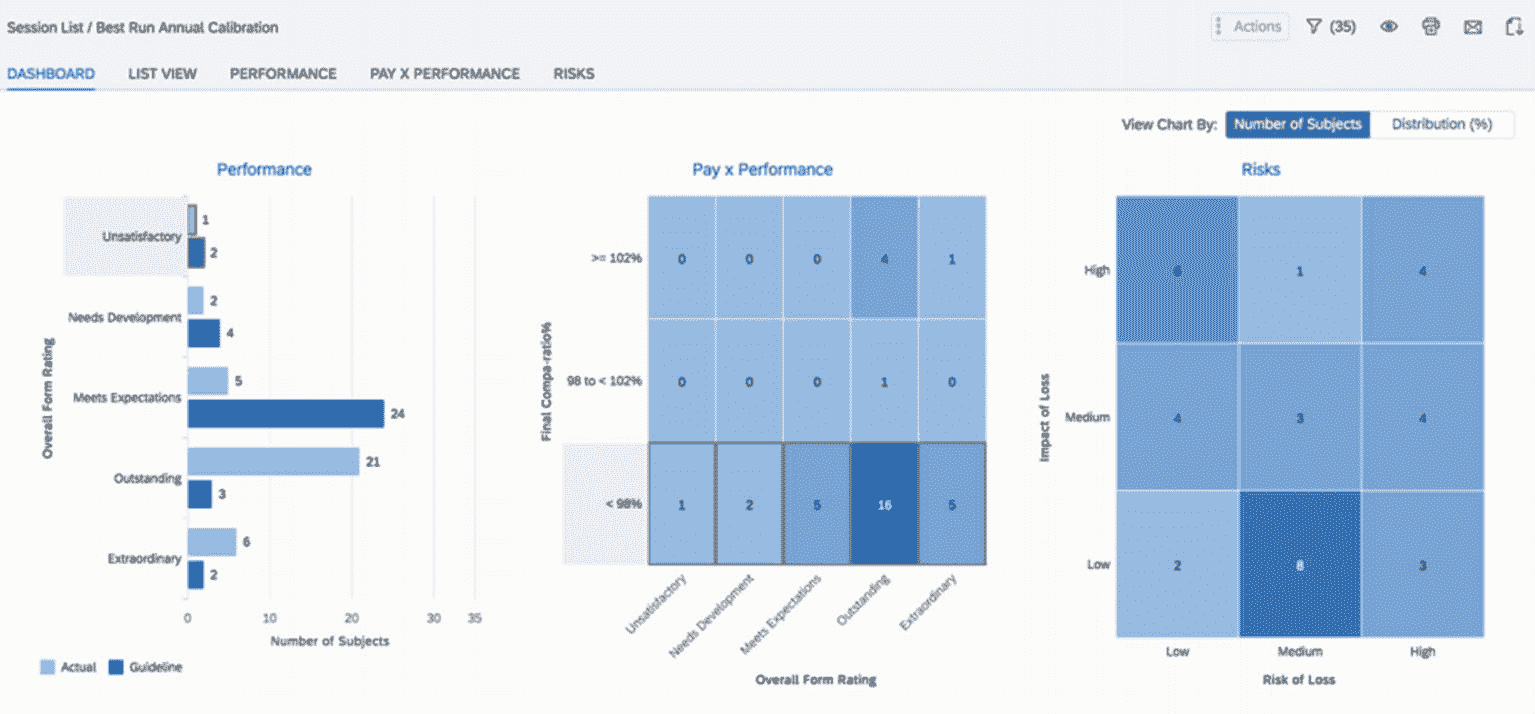 Session List / Best Run Annual Calibration
Actions (35)
DASHBOARD LIST VIEW PERFORMANCE PAY X PERFORMANCE RISKS
View Chart By: Number of Subjects Distribution (%)
Performance
Overall Form Rating
Unsatisfactory 1 2
Needs Development 2 4
Meets Expectations 5 24
Outstanding 21 3
Extraordinary 6 2
0 10 20 30 35
Number of Subjects
Actual Guideline
Pay x Performance
Final Compa-ratio%
>= 102% 0 0 0 4 1
98 to < 102% 0 0 0 1 0
< 98% 1 2 5 16 5
Unsatisfactory Needs Development Meets Expectations Outstanding Extraordinary
Overall Form Rating
Risks
Impact of Loss
High 6 1 4
Medium 4 3 4
Low 2 8 3
Low Medium High
Risk of Loss